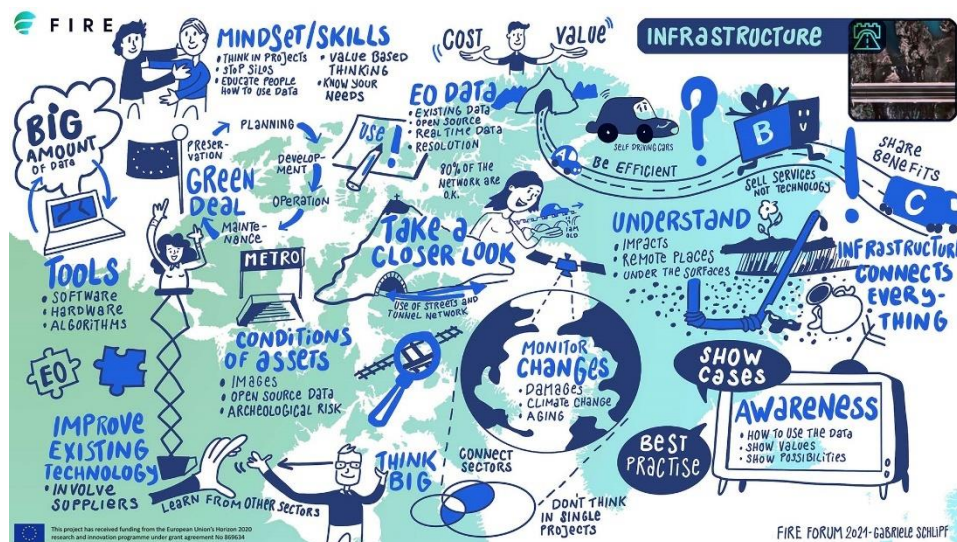 FIRE
MINDSET/SKILLS
• THINK IN PROJECTS
• STOP SILOS
• EDUCATE PEOPLE
HOW TO USE DATA
• VALUE BASED
THINKING
• KNOW YOUR
NEEDS
COST
VALUE
INFRASTRUCTURE
BIG
AMOUNT
OF DATA
PLANNING
PRESER-
VATION
DEVELOP-
MENT
GREEN
DEAL
OPERATION
MAINTE-
NANCE
USE!
EO DATA
• EXISTING DATA
• OPEN SOURCE
• REAL TIME DATA
• RESOLUTION
80% OF THE
NETWORK ARE
O.K.
SELF DRIVING CARS
A
BE EFFICIENT
?
B
SELL SERVICES
NOT TECHNOLOGY
!
SHARE
BENEFITS
C
TOOLS
• SOFTWARE
• HARDWARE
• ALGORITHMS
METRO
TAKE A
CLOSER LOOK
I AM
OLD
USE OF STREETS AND
TUNNEL NETWORK
UNDERSTAND
• IMPACTS
• REMOTE PLACES
• UNDER THE SURFACES
INFRASTRUCTURE
CONNECTS
EVERY-
THING
CONDITIONS
OF ASSETS
• IMAGES
• OPEN SOURCE DATA
• ARCHEOLOGICAL RISK
MONITOR
CHANGES
• DAMAGES
• CLIMATE CHANGE
• AGING
SHOW
CASES
EO
IMPROVE
EXISTING
TECHNOLOGY
• INVOLVE
SUPPLIERS
LEARN FROM OTHER SECTORS
THINK
BIG
CONNECT
SECTORS
DON'T THINK
IN SINGLE
PROJECTS
BEST
PRACTISE
AWARENESS
• HOW TO USE THE DATA
• SHOW VALUES
• SHOW POSSIBILITIES
This project has received funding from the European Union's Horizon 2020
research and innovation programme under grant agreement No 869634
FIRE FORUM 2021-GABRIELE SCHLIPF